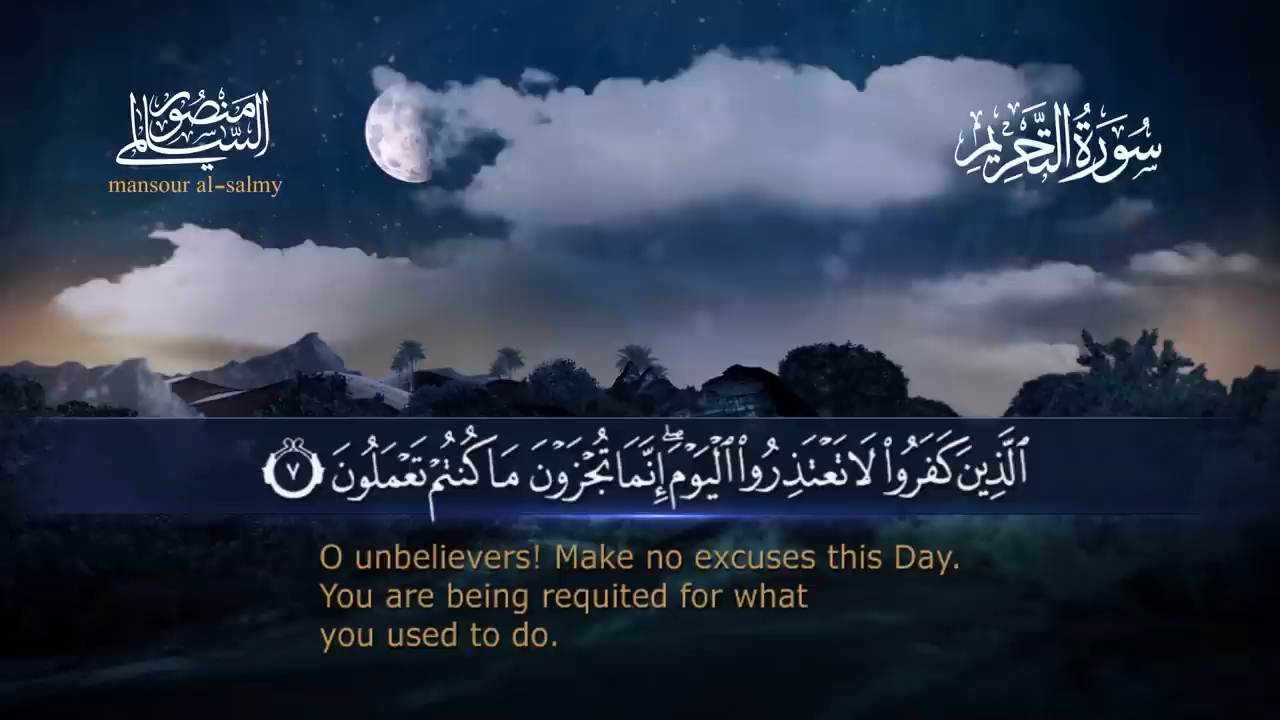 منصور
السالمي
mansour al-salmy
سُورَةُ التَّحْرِيم
ٱلَّذِينَ كَفَرُوا۟ لَا تَعْتَذِرُوا۟ ٱلْيَوْمَ ۖ إِنَّمَا تُجْزَوْنَ مَا كُنتُمْ تَعْمَلُونَ ٧
O unbelievers! Make no excuses this Day.
You are being requited for what
you used to do.